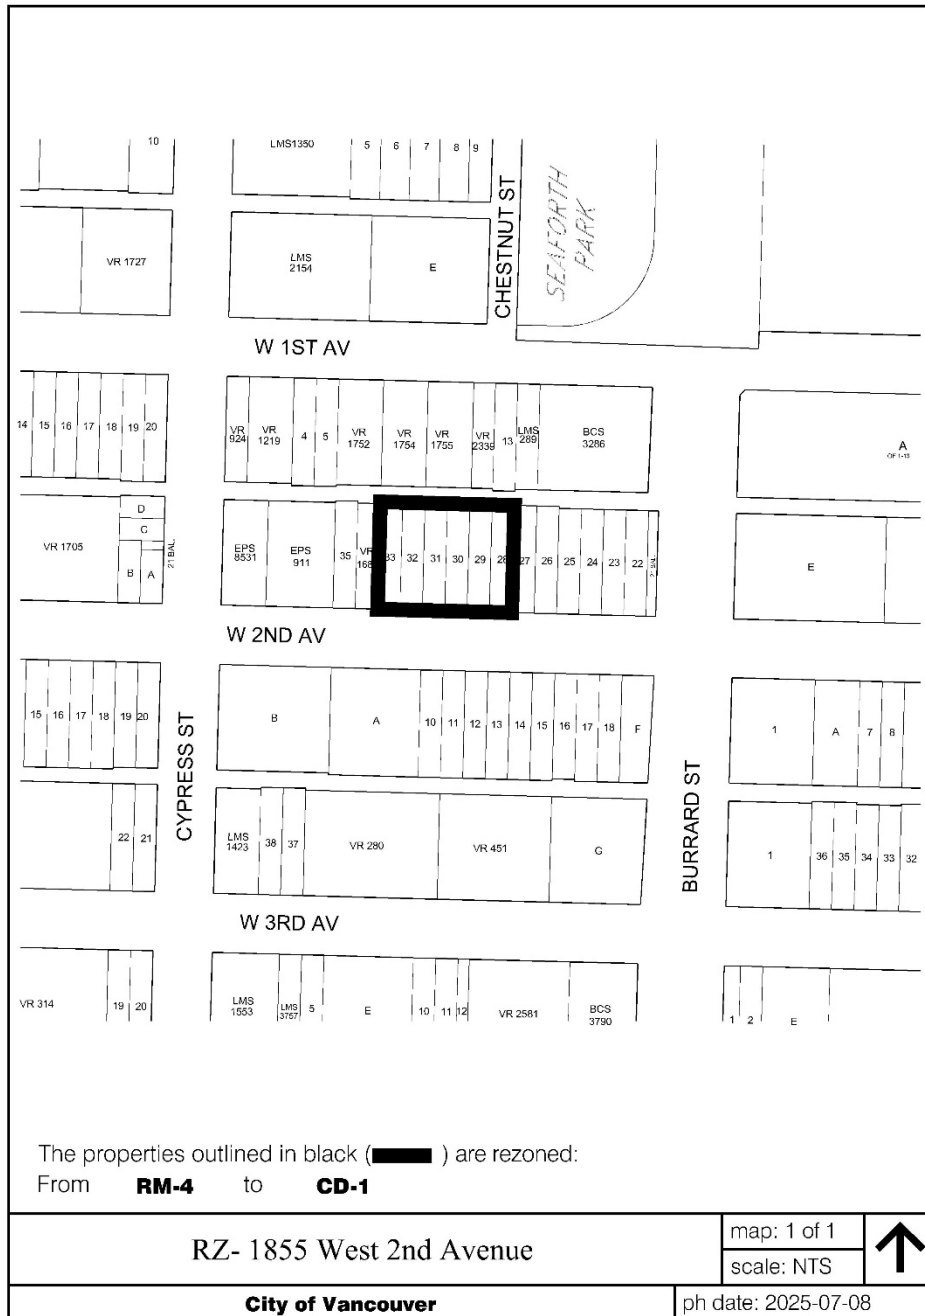 10
LMS1350
5 6 7 8 9
CHESTNUT ST
SEAFORTH
PARK
VR 1727
LMS
2154
E
W 1ST AV
14 15 16 17 18 19 20
VR
924
VR
1219
4
5
VR
1752
VR
1754
VR
1755
VR
2339
13
LMS
289
BCS
3286
A
OF 1-13
VR 1705
D
C
B
A
21 BAL.
EPS
8531
EPS
911
35
VR
168
33 32 31 30 29 28 27 26 25 24 23 22
E
W 2ND AV
15 16 17 18 19 20
CYPRESS ST
B
A
10 11 12 13 14 15 16 17 18 F
BURRARD ST
1
A
7
8
22 21
LMS
1423
38
37
VR 280
VR 451
G
1
36 35 34 33 32
W 3RD AV
VR 314
19 20
LMS
1553
LMS
3757
5
E
10 11 12
VR 2581
BCS
3790
1 2 E
The properties outlined in black ( ) are rezoned:
From RM-4 to CD-1
RZ- 1855 West 2nd Avenue
map: 1 of 1
scale: NTS
City of Vancouver
ph date: 2025-07-08